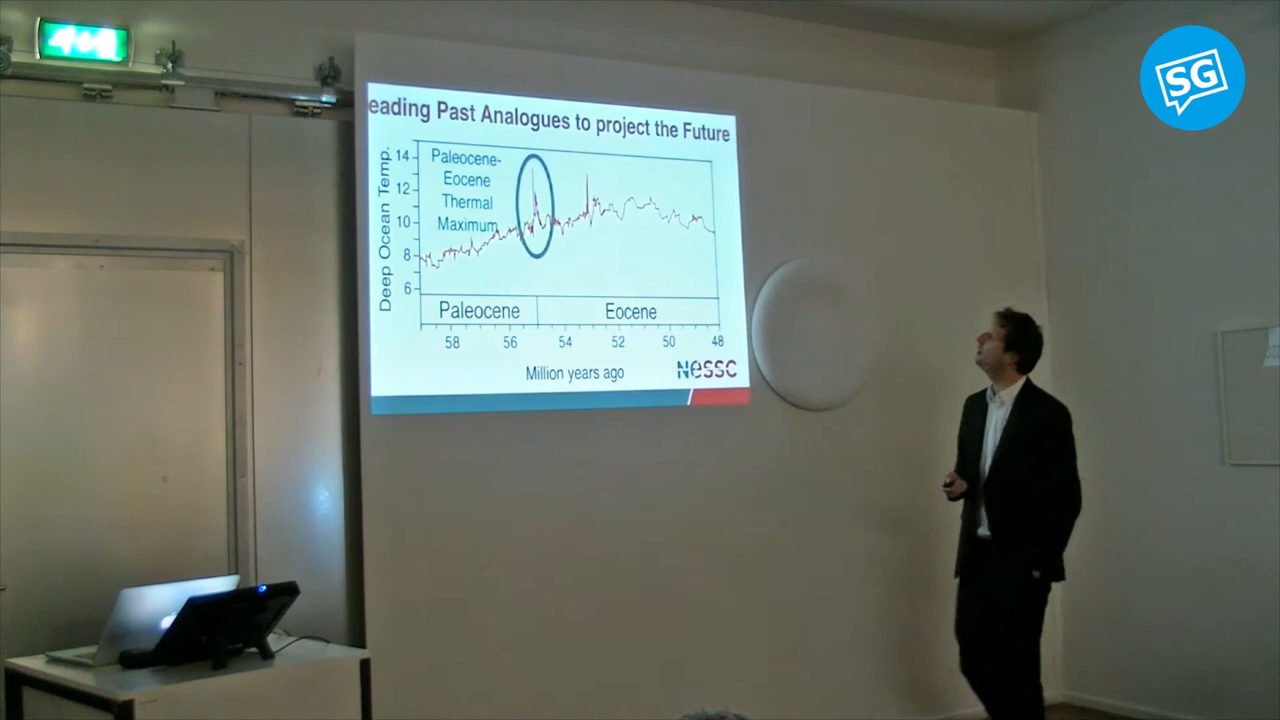 SG
eading Past Analogues to project the Future
Deep Ocean Temp.
14
12
10
8
6
Paleocene-
Eocene
Thermal
Maximum
Paleocene
Eocene
58 56 54 52 50 48
Million years ago
NESSC